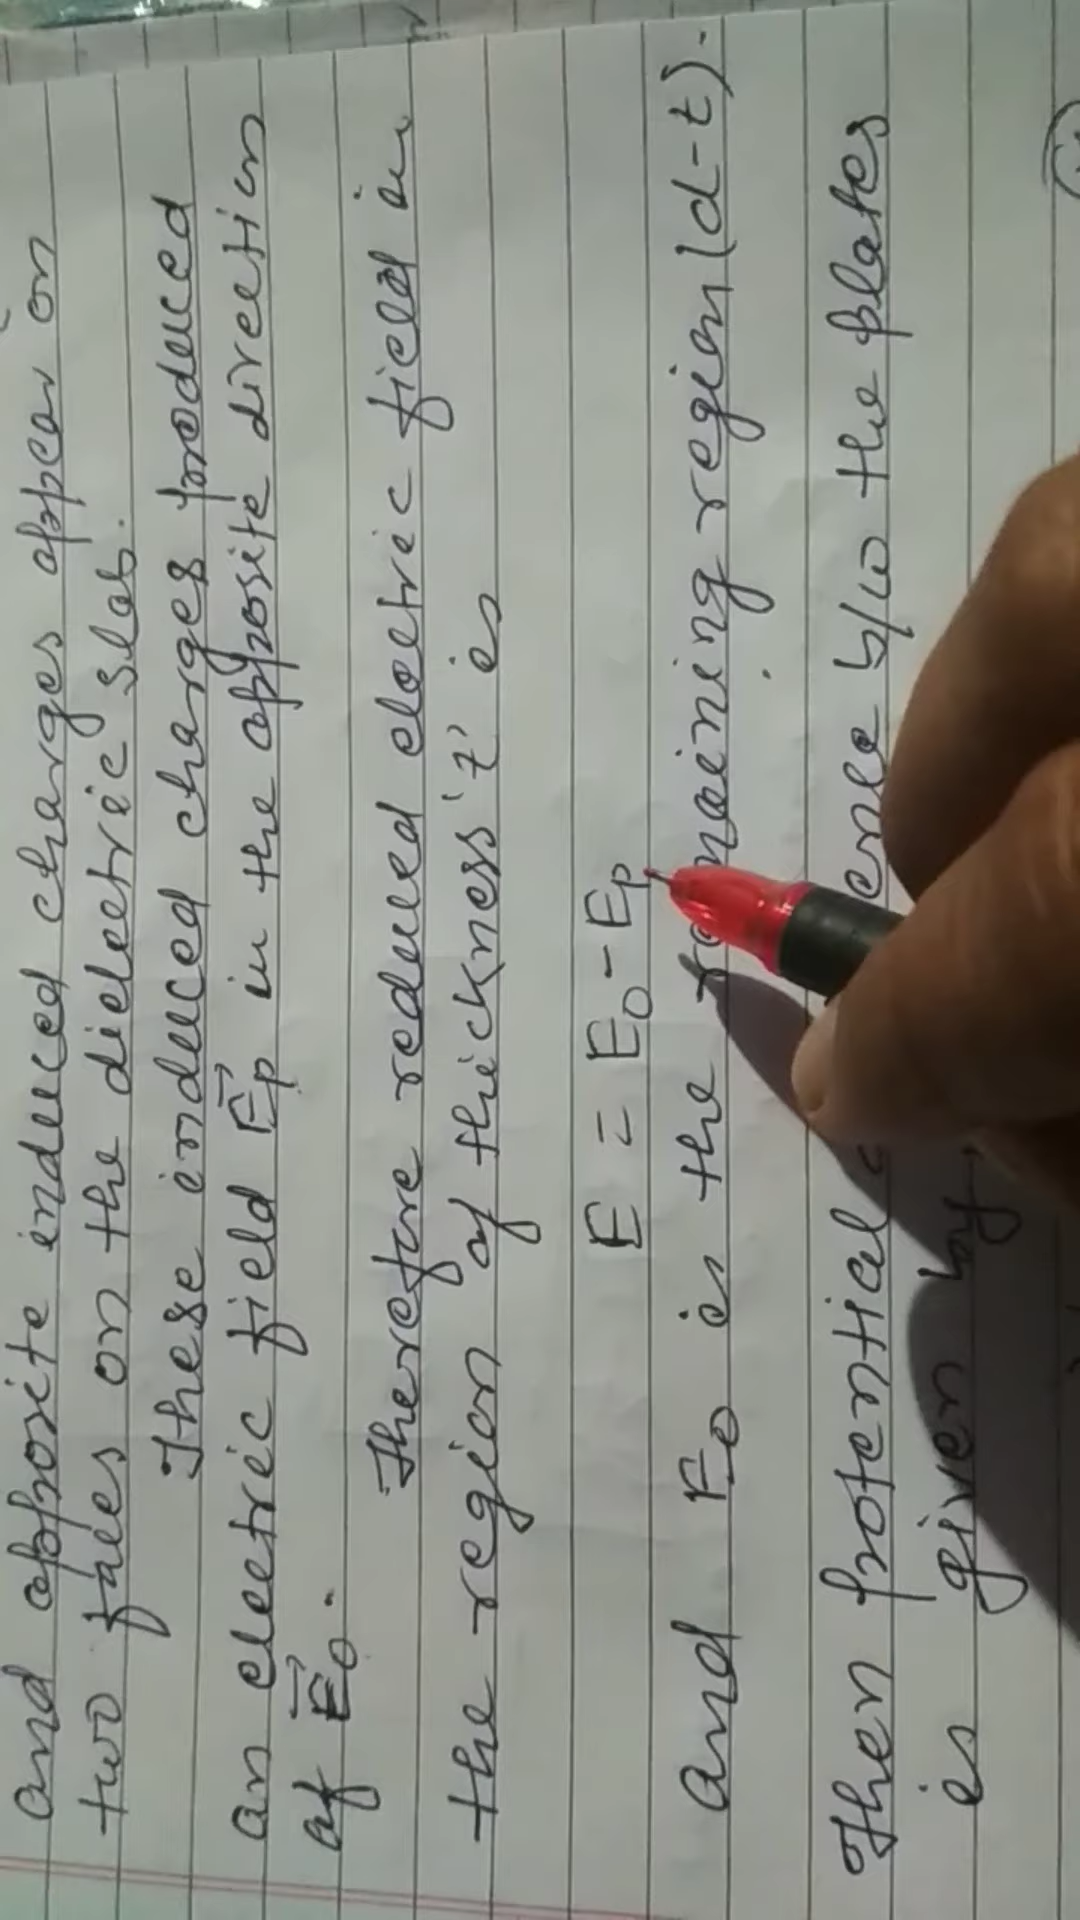 and opposite induced charges appear on
two faces on the dielectric slab.
These induced charges produced
an electric field E⃗p in the opposite direction
of E⃗o.
Therefore reduced electric field in
the region of thickness 't' is
E = Eo - Ep
and Eo is the remaining region (d-t).
Then potential b/w the plates
is given by,